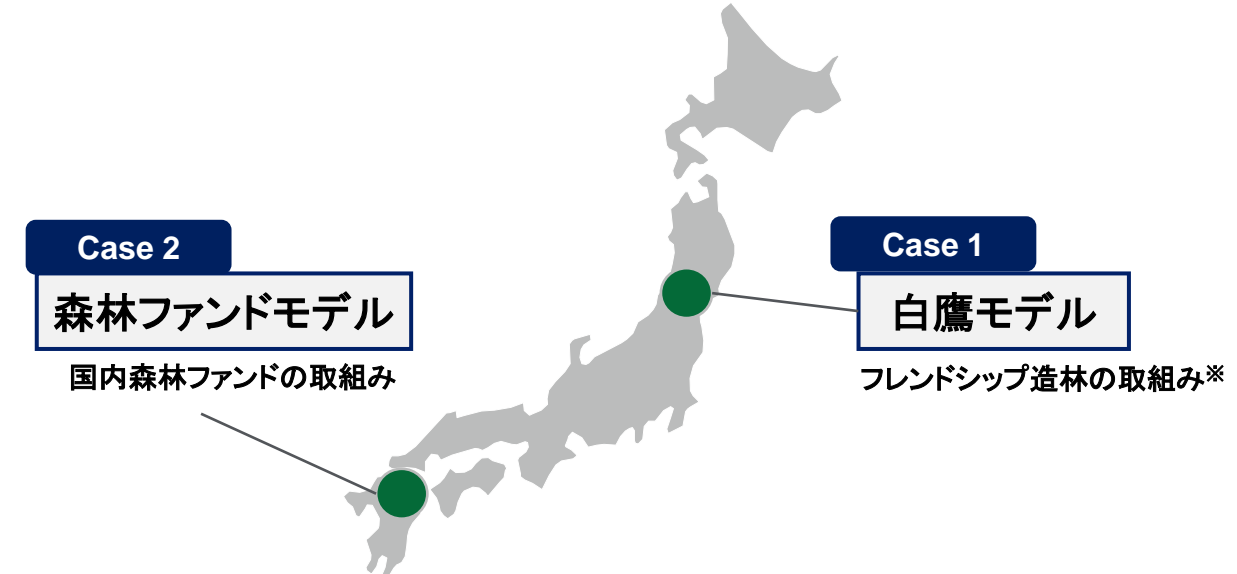 Case 2
森林ファンドモデル
国内森林ファンドの取組み
Case 1
白鷹モデル
フレンドシップ造林の取組み※